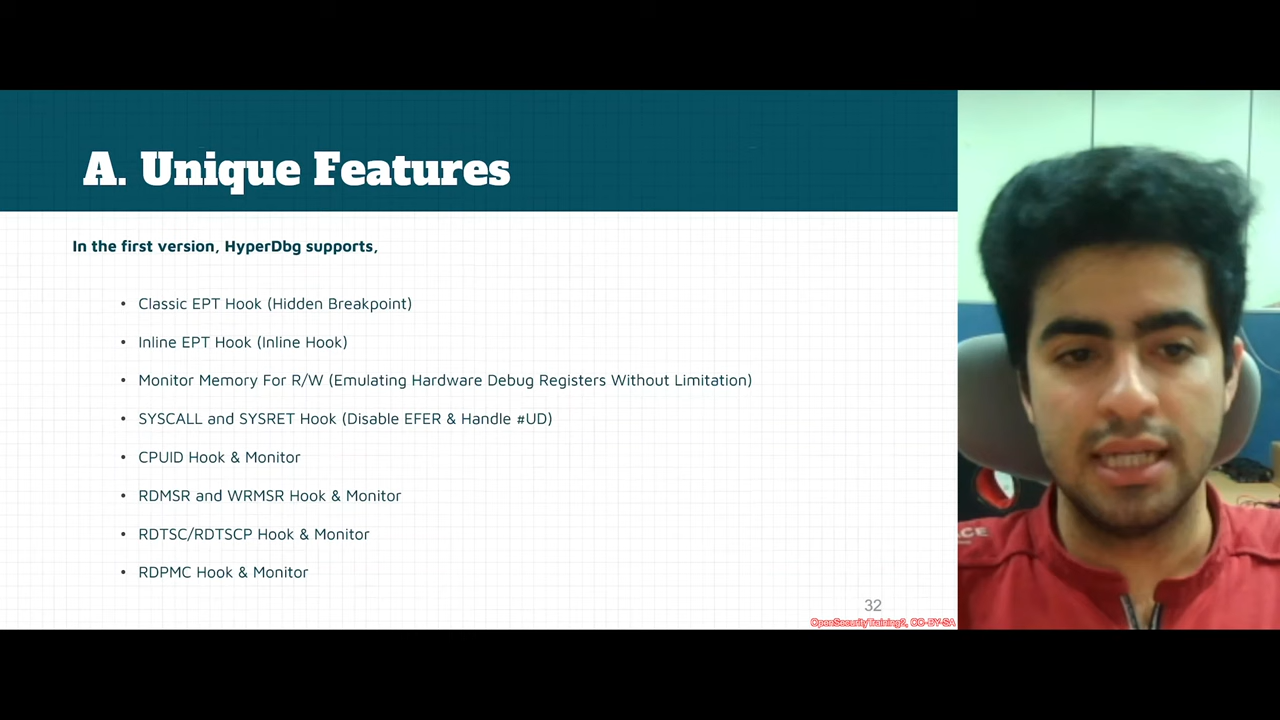 A. Unique Features
In the first version, HyperDbg supports,
• Classic EPT Hook (Hidden Breakpoint)
• Inline EPT Hook (Inline Hook)
• Monitor Memory For R/W (Emulating Hardware Debug Registers Without Limitation)
• SYSCALL and SYSRET Hook (Disable EFER & Handle #UD)
• CPUID Hook & Monitor
• RDMSR and WRMSR Hook & Monitor
• RDTSC/RDTSCP Hook & Monitor
• RDPMC Hook & Monitor
32
OpenSecurityTraining2, CC-BY-SA